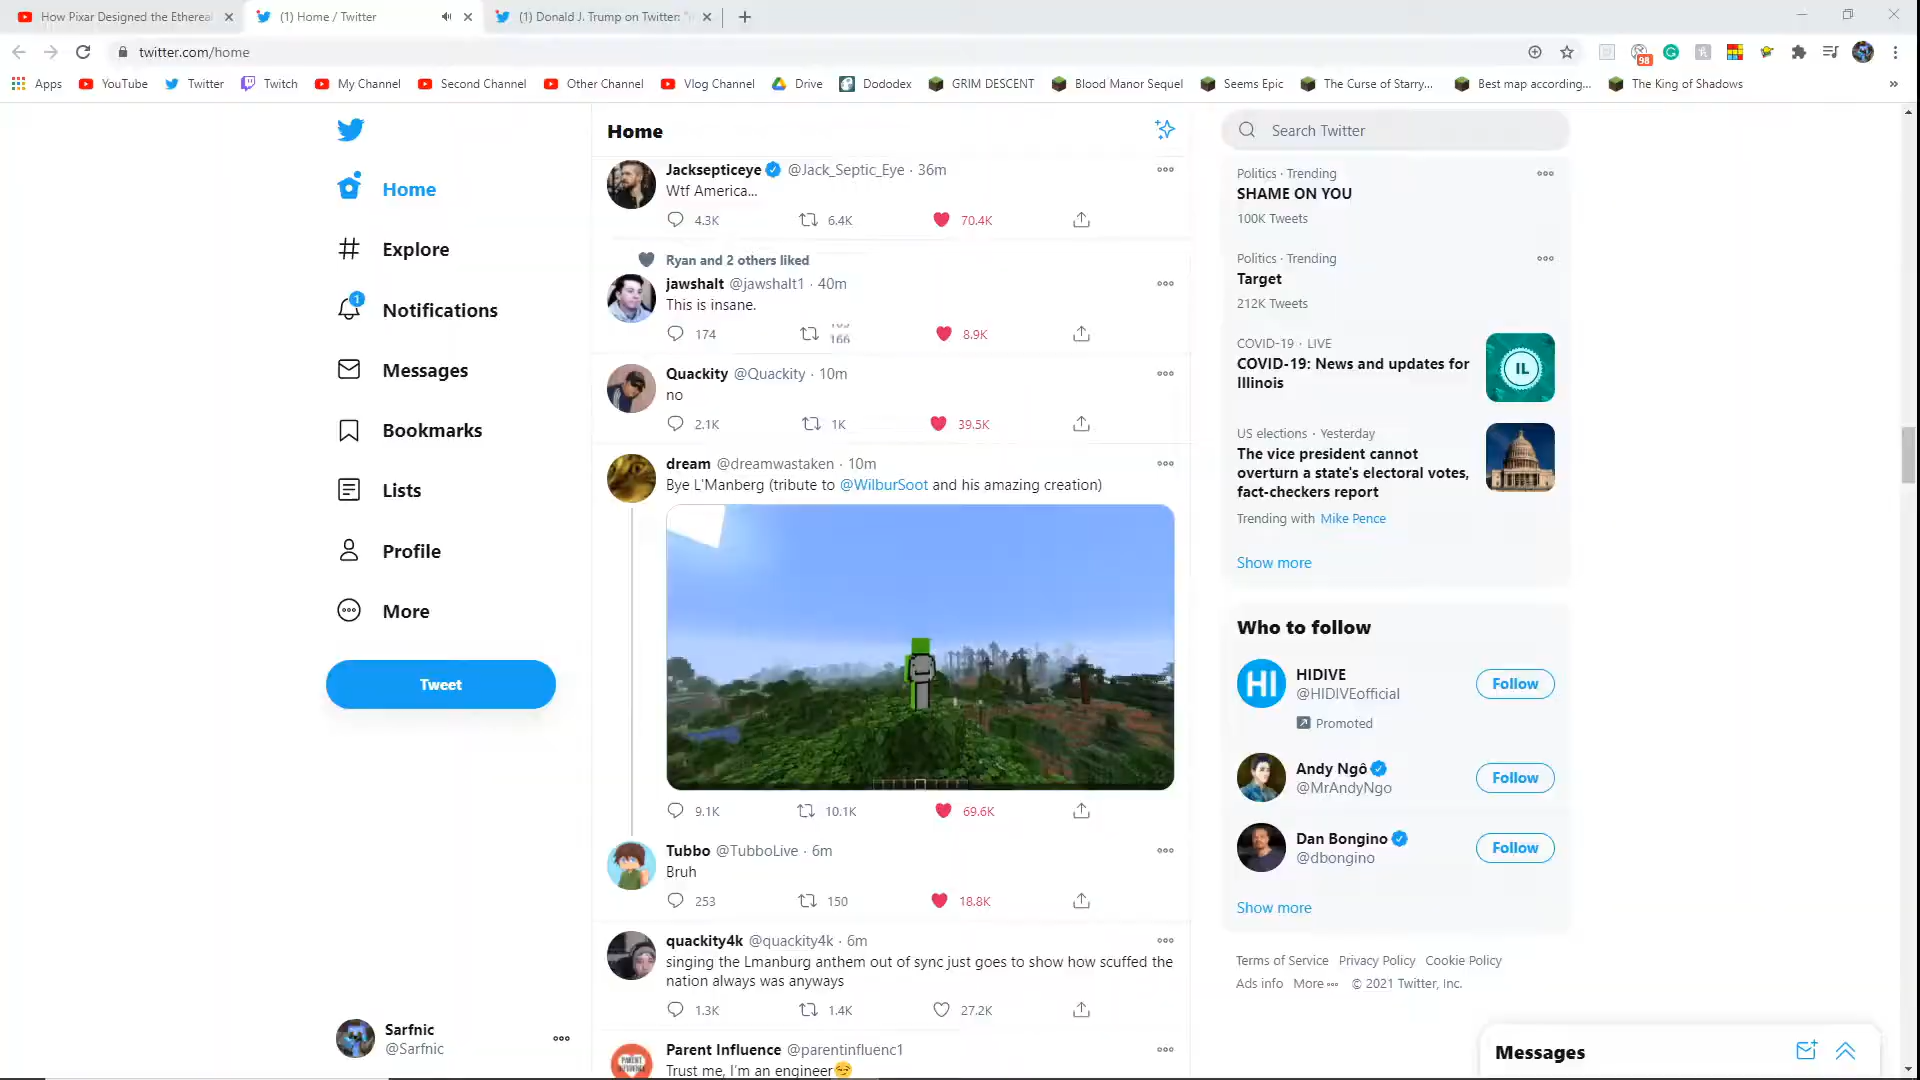 How Pixar Designed the Ethereal
(1) Home / Twitter
(1) Donald J. Trump on Twitter: "
twitter.com/home
98
Apps
YouTube
Twitter
Twitch
My Channel
Second Channel
Other Channel
Vlog Channel
Drive
Dododex
GRIM DESCENT
Blood Manor Sequel
Seems Epic
The Curse of Starry...
Best map according...
The King of Shadows
»
Home
Explore
1
Notifications
Messages
Bookmarks
Lists
Profile
More
Tweet
Sarfnic
@Sarfnic
Home
Jacksepticeye @Jack_Septic_Eye · 36m
Wtf America...
4.3K 6.4K 70.4K
Ryan and 2 others liked
jawshalt @jawshalt1 · 40m
This is insane.
174 166 8.9K
Quackity @Quackity · 10m
no
2.1K 1K 39.5K
dream @dreamwastaken · 10m
Bye L'Manberg (tribute to @WilburSoot and his amazing creation)
9.1K 10.1K 69.6K
Tubbo @TubboLive · 6m
Bruh
253 150 18.8K
quackity4k @quackity4k · 6m
singing the Lmanburg anthem out of sync just goes to show how scuffed the
nation always was anyways
1.3K 1.4K 27.2K
Parent Influence @parentinfluenc1
Trust me, I'm an engineer😏
Search Twitter
Politics · Trending
SHAME ON YOU
100K Tweets
Politics · Trending
Target
212K Tweets
COVID-19 · LIVE
COVID-19: News and updates for
Illinois
IL
US elections · Yesterday
The vice president cannot
overturn a state's electoral votes,
fact-checkers report
Trending with Mike Pence
Show more
Who to follow
HI
HIDIVE
@HIDIVEofficial
Follow
Promoted
Andy Ngô
@MrAndyNgo
Follow
Dan Bongino
@dbongino
Follow
Show more
Terms of Service Privacy Policy Cookie Policy
Ads info More © 2021 Twitter, Inc.
Messages